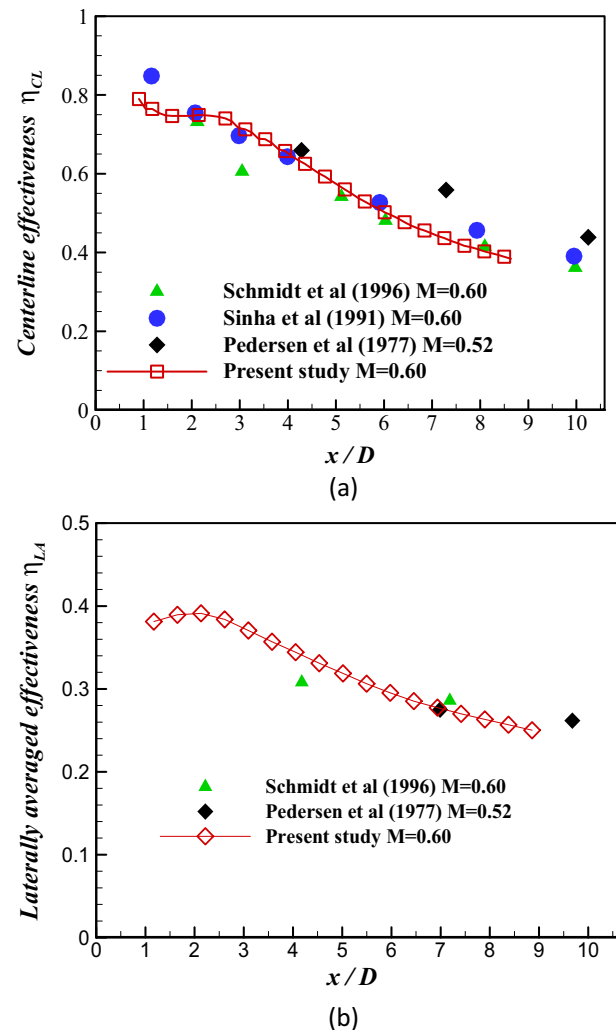 1
0.8
0.6
0.4
0.2
0
Centerline effectiveness η_CL
Schmidt et al (1996) M=0.60
Sinha et al (1991) M=0.60
Pedersen et al (1977) M=0.52
Present study M=0.60
0 1 2 3 4 5 6 7 8 9 10
x / D
(a)
0.5
0.4
0.3
0.2
0.1
0
Laterally averaged effectiveness η_LA
Schmidt et al (1996) M=0.60
Pedersen et al (1977) M=0.52
Present study M=0.60
0 1 2 3 4 5 6 7 8 9 10
x / D
(b)